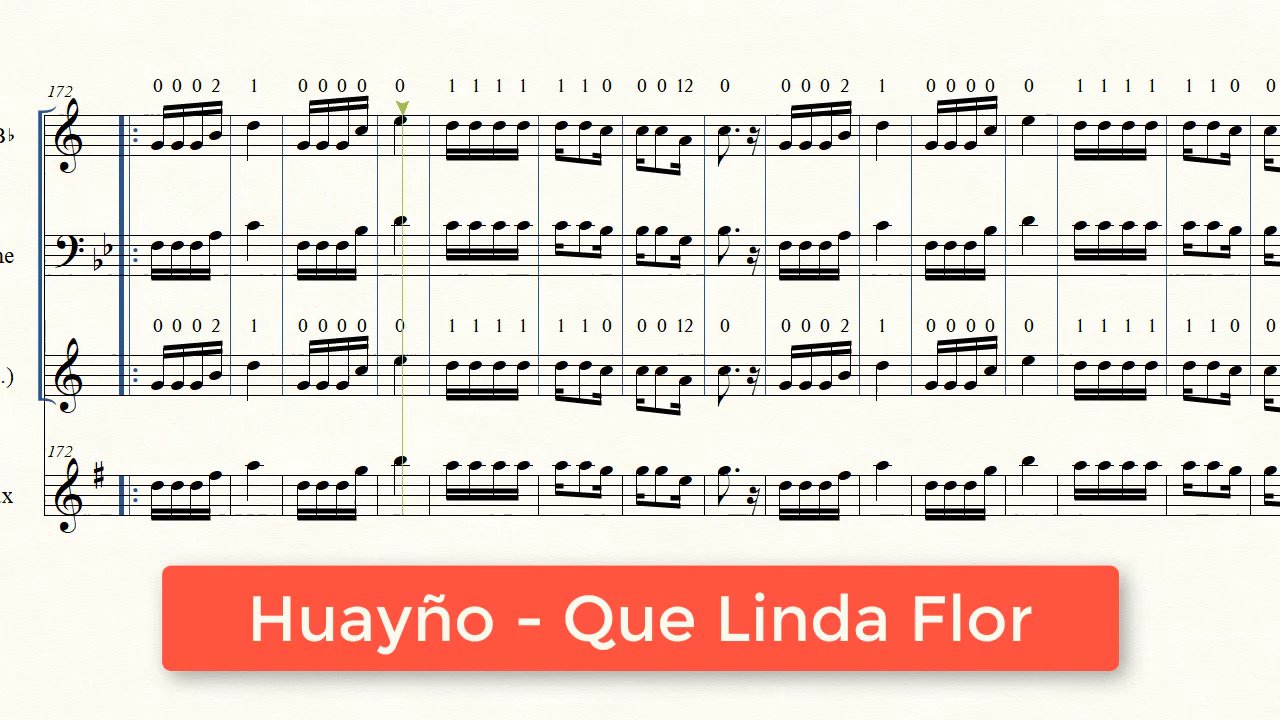 172
0 0 0 2 1 0 0 0 0 0 1 1 1 1 1 1 0 0 0 12 0 0 0 0 2 1 0 0 0 0 0 1 1 1 1 1 1 0 0
B♭
ne
0 0 0 2 1 0 0 0 0 0 1 1 1 1 1 1 0 0 0 12 0 0 0 0 2 1 0 0 0 0 0 1 1 1 1 1 1 0 0
.)
172
x
Huayño - Que Linda Flor